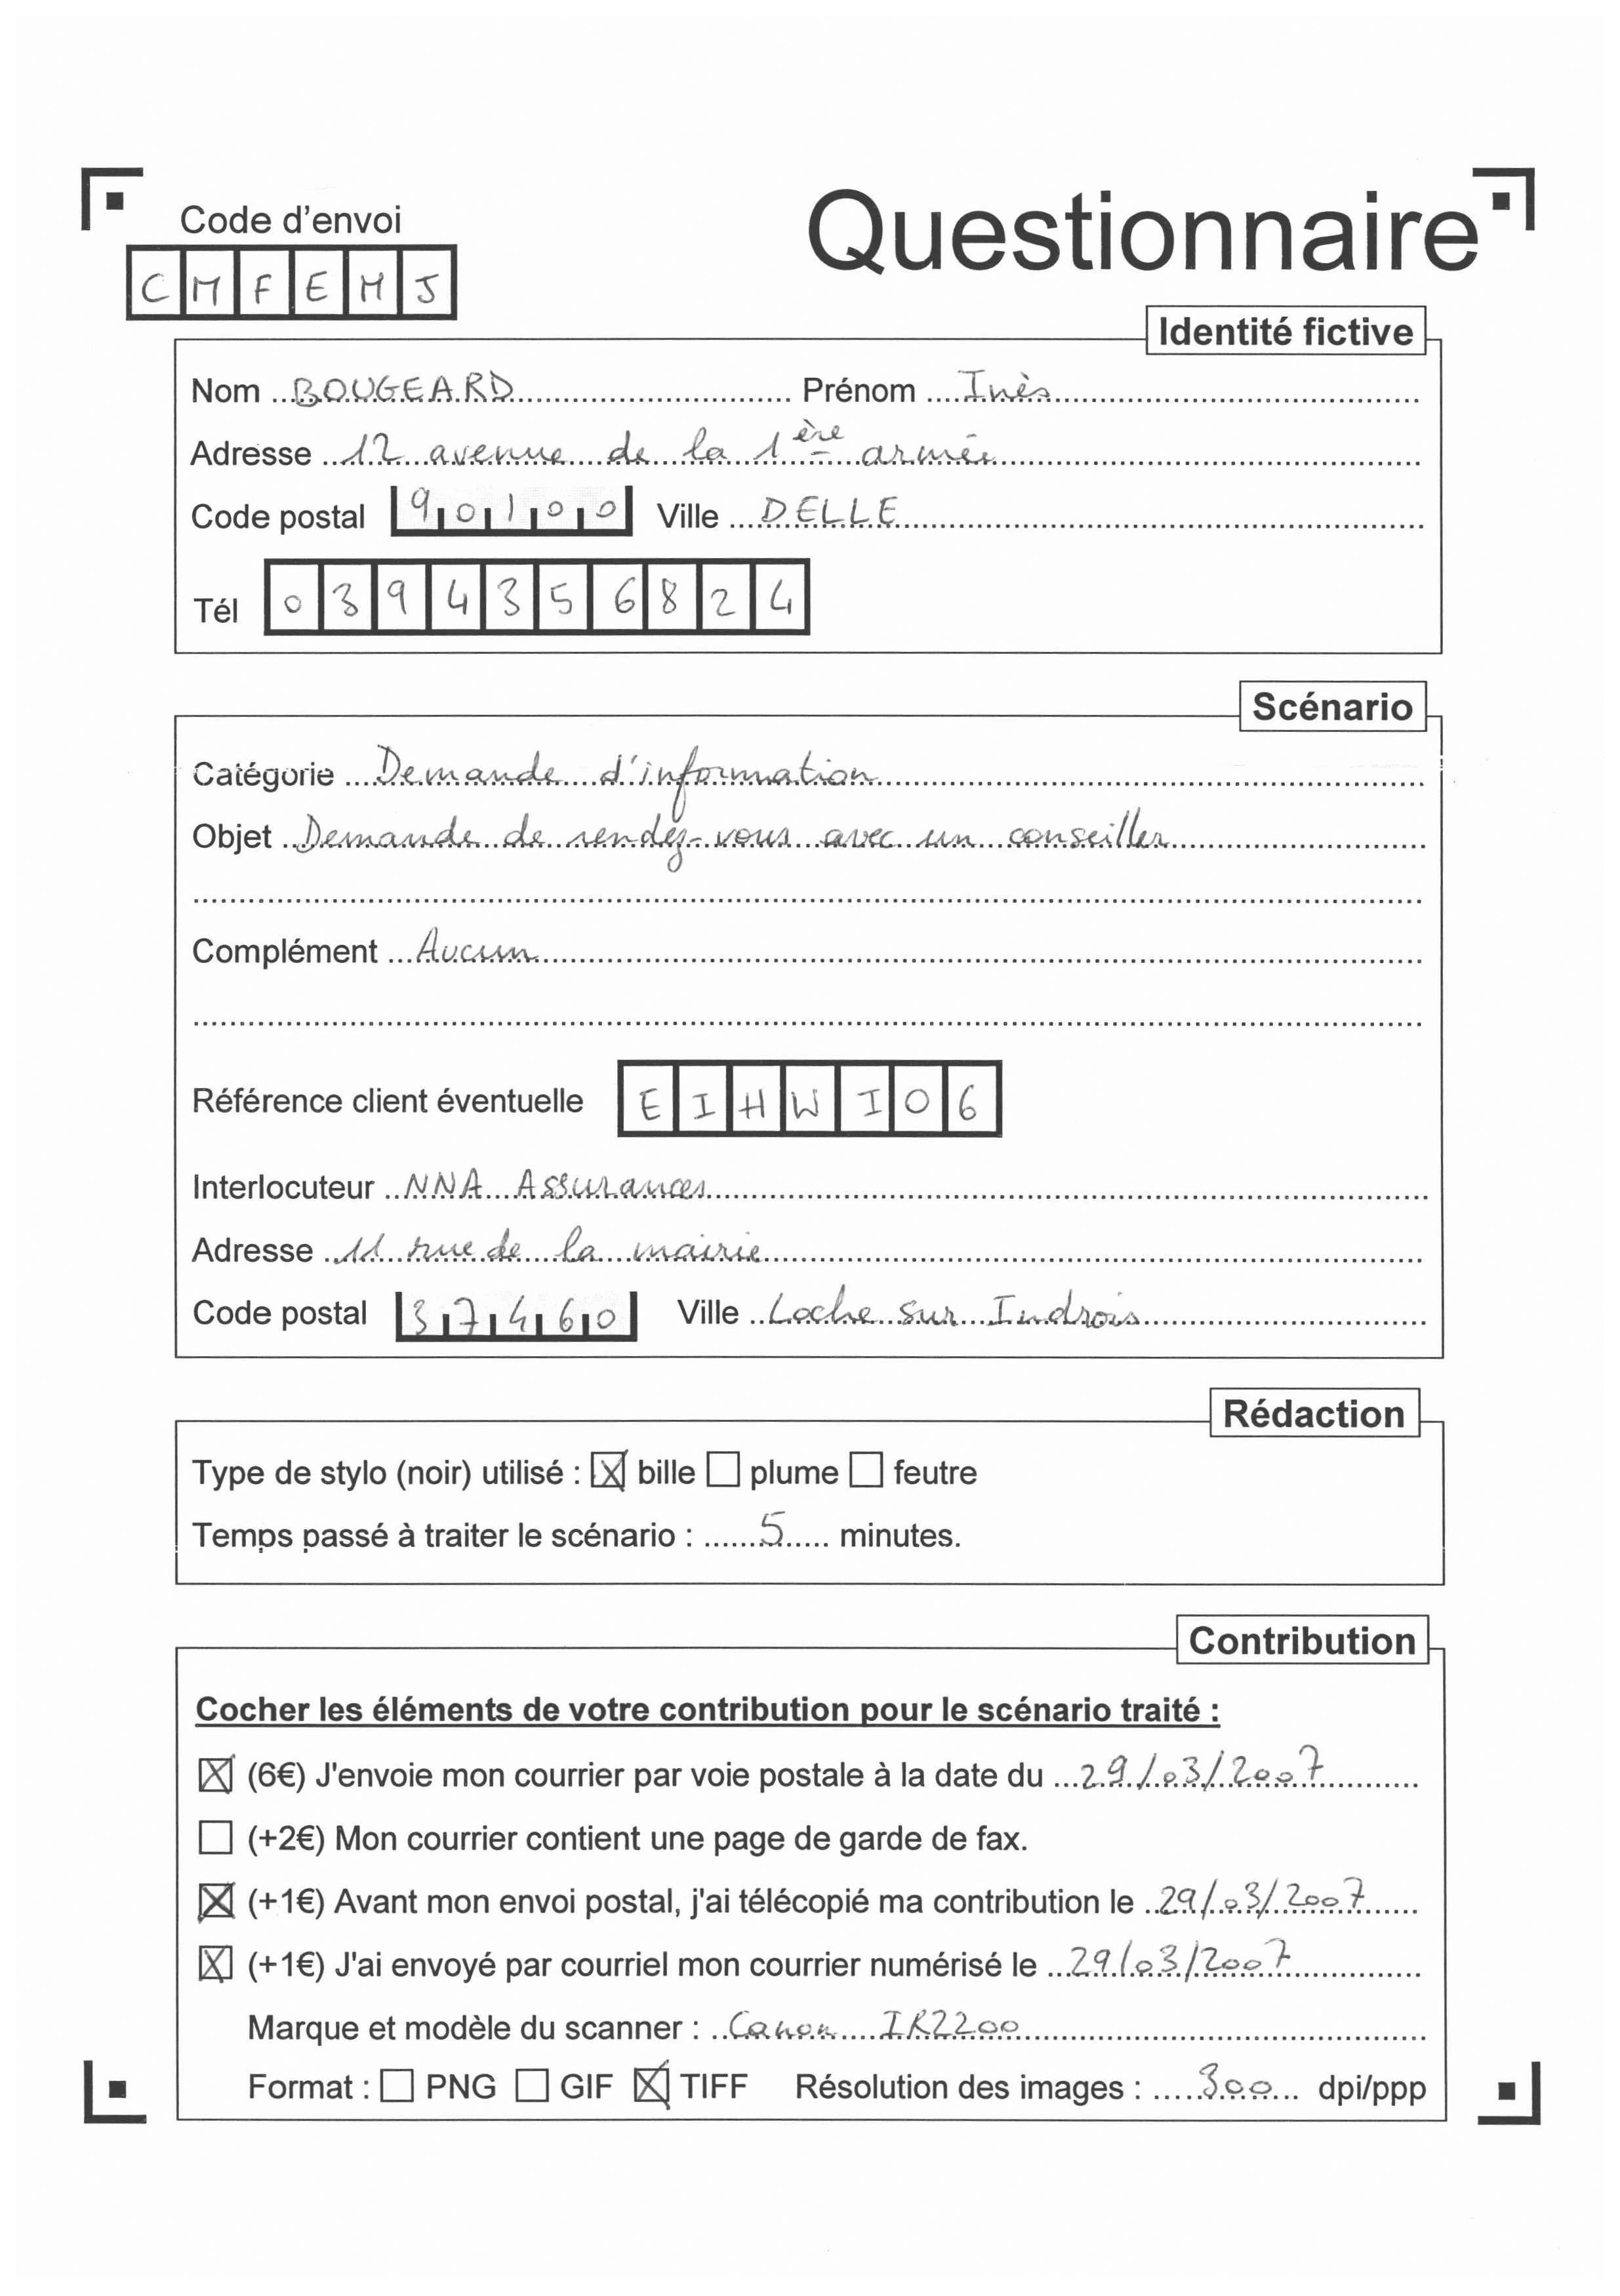 Code d'envoi
Questionnaire
CMFEMJ
Identité fictive
Nom BOUGEARD Prénom Inès
Adresse 12 avenue de la 1ère armée
Code postal 90100 Ville DELLE
Tél 0394356824
Scénario
Catégorie Demande d'information
Objet Demande de rendez-vous avec un conseiller
Complément Aucun
Référence client éventuelle EIHWIO6
Interlocuteur NNA Assurances
Adresse 11 rue de la mairie
Code postal 37460 Ville Loche sur Indrois
Rédaction
Type de stylo (noir) utilisé : ☒ bille ☐ plume ☐ feutre
Temps passé à traiter le scénario : 5 minutes.
Contribution
Cocher les éléments de votre contribution pour le scénario traité :
☒ (6€) J'envoie mon courrier par voie postale à la date du 29/03/2007
☐ (+2€) Mon courrier contient une page de garde de fax.
☒ (+1€) Avant mon envoi postal, j'ai télécopié ma contribution le 29/03/2007
☒ (+1€) J'ai envoyé par courriel mon courrier numérisé le 29/03/2007
Marque et modèle du scanner : Canon IR2200
Format : ☐ PNG ☐ GIF ☒ TIFF Résolution des images : 300 dpi/ppp